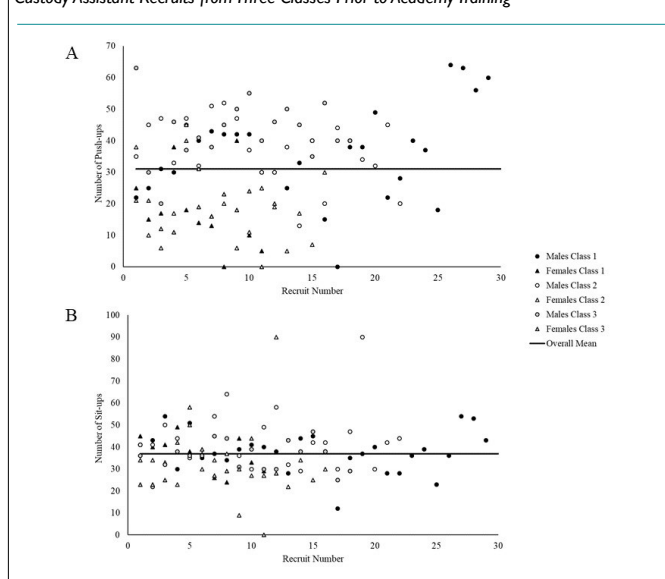 Custody Assistant Recruits from Three Classes Prior to Academy Training
A
70
60
50
40
30
20
10
0
Number of Push-ups
0 5 10 15 20 25 30
Recruit Number
Males Class 1
Females Class 1
Males Class 2
Females Class 2
Males Class 3
Females Class 3
Overall Mean
B
100
90
80
70
60
50
40
30
20
10
0
Number of Sit-ups
0 5 10 15 20 25 30
Recruit Number